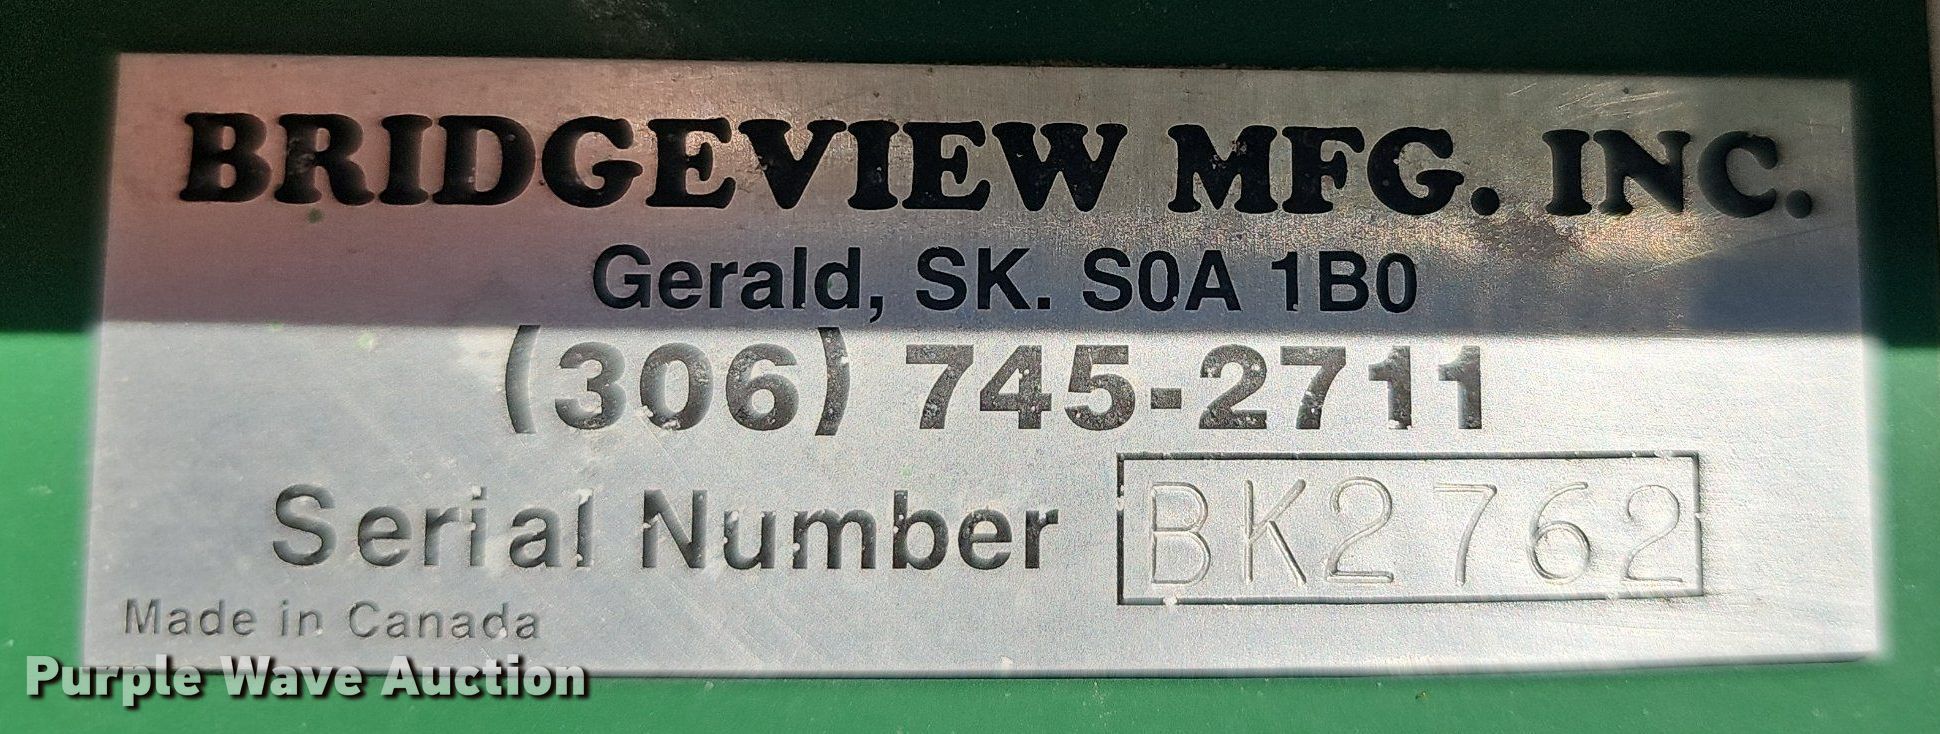 BRIDGEVIEW MFG. INC.
Gerald, SK. S0A 1B0
(306) 745-2711
Serial Number BK2762
Made in Canada
Purple Wave Auction